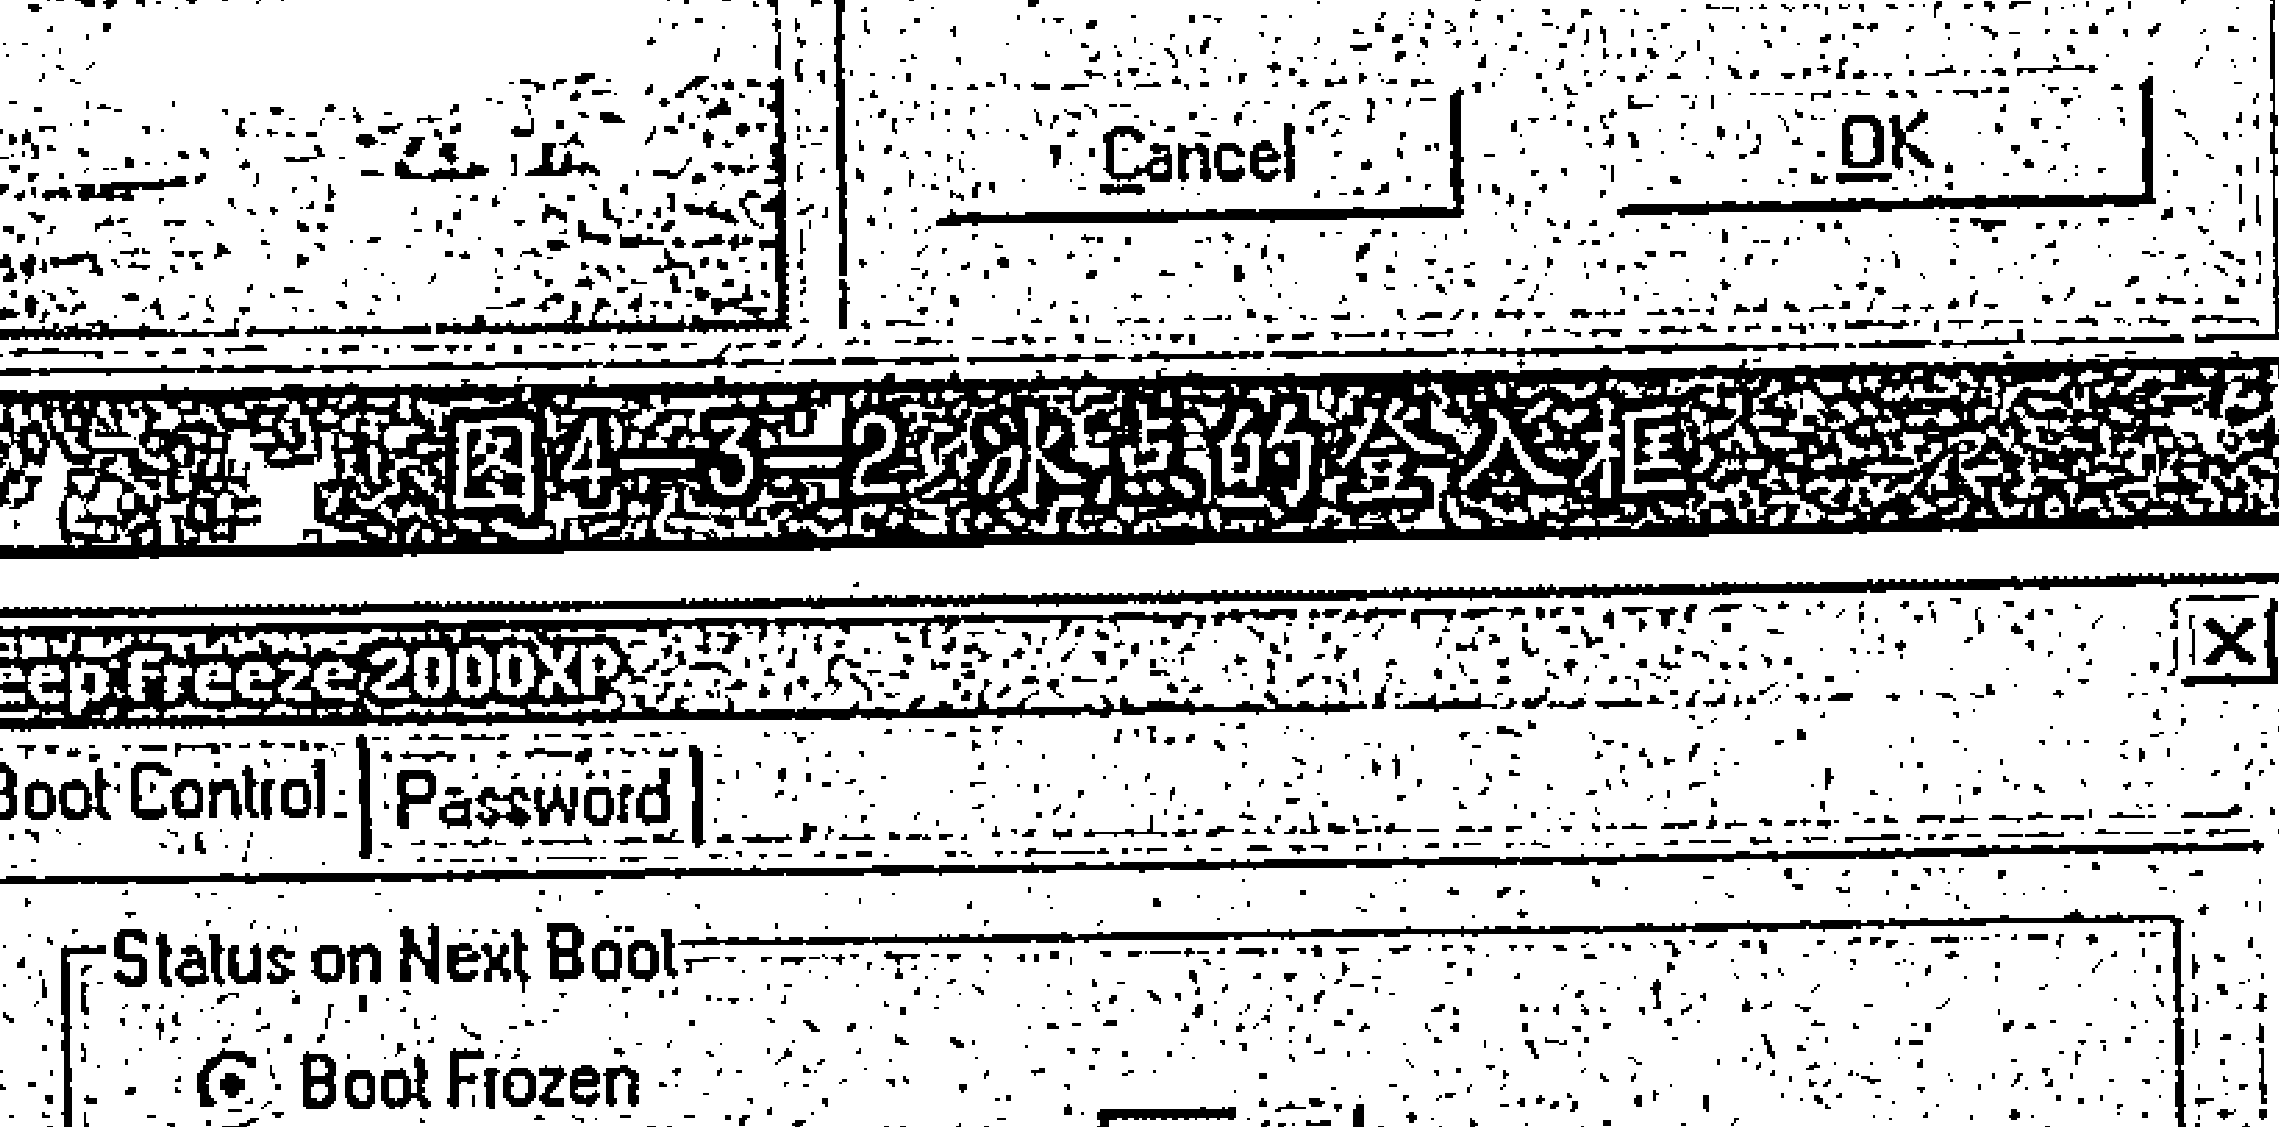 Cancel OK
图4-3-2冰点的登入框
eep Freeze 2000XP
Boot Control Password
Status on Next Boot
Boot Frozen